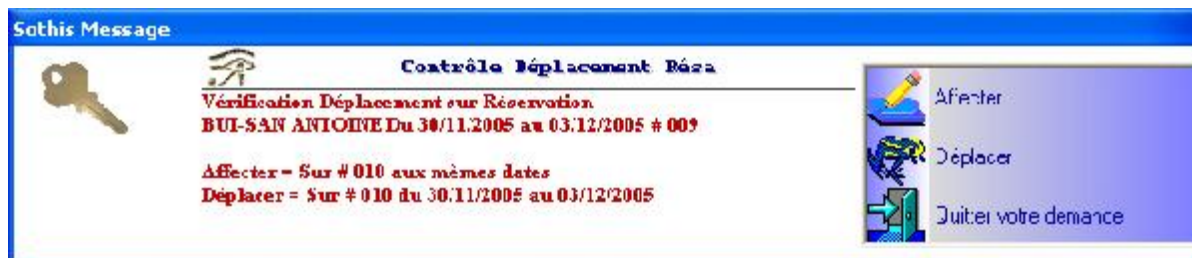 Sothis Message
Contrôle Déplacement Résa
Vérification Déplacement sur Réservation
BUI-SAN ANTOINE Du 30/11.2005 au 03.12/2005 # 009
Affecter = Sur # 010 aux mêmes dates
Déplacer = Sur # 010 du 30.11/2005 au 03/12/2005
Affecter
Déplacer
Quitter votre demande